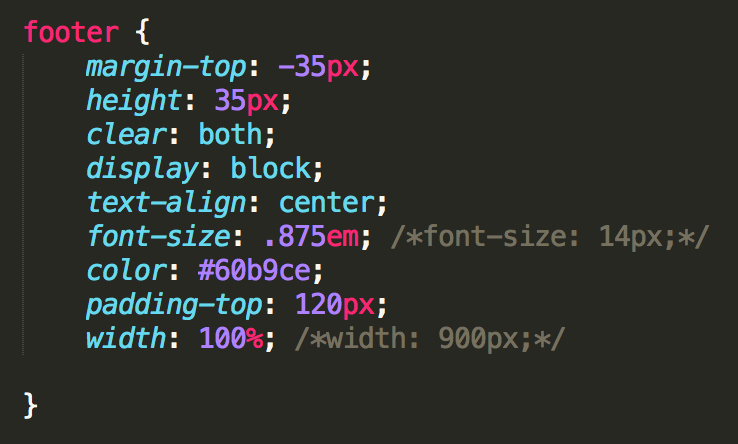 footer {
margin-top: -35px;
height: 35px;
clear: both;
display: block;
text-align: center;
font-size: .875em; /*font-size: 14px;*/
color: #60b9ce;
padding-top: 120px;
width: 100%; /*width: 900px;*/
}